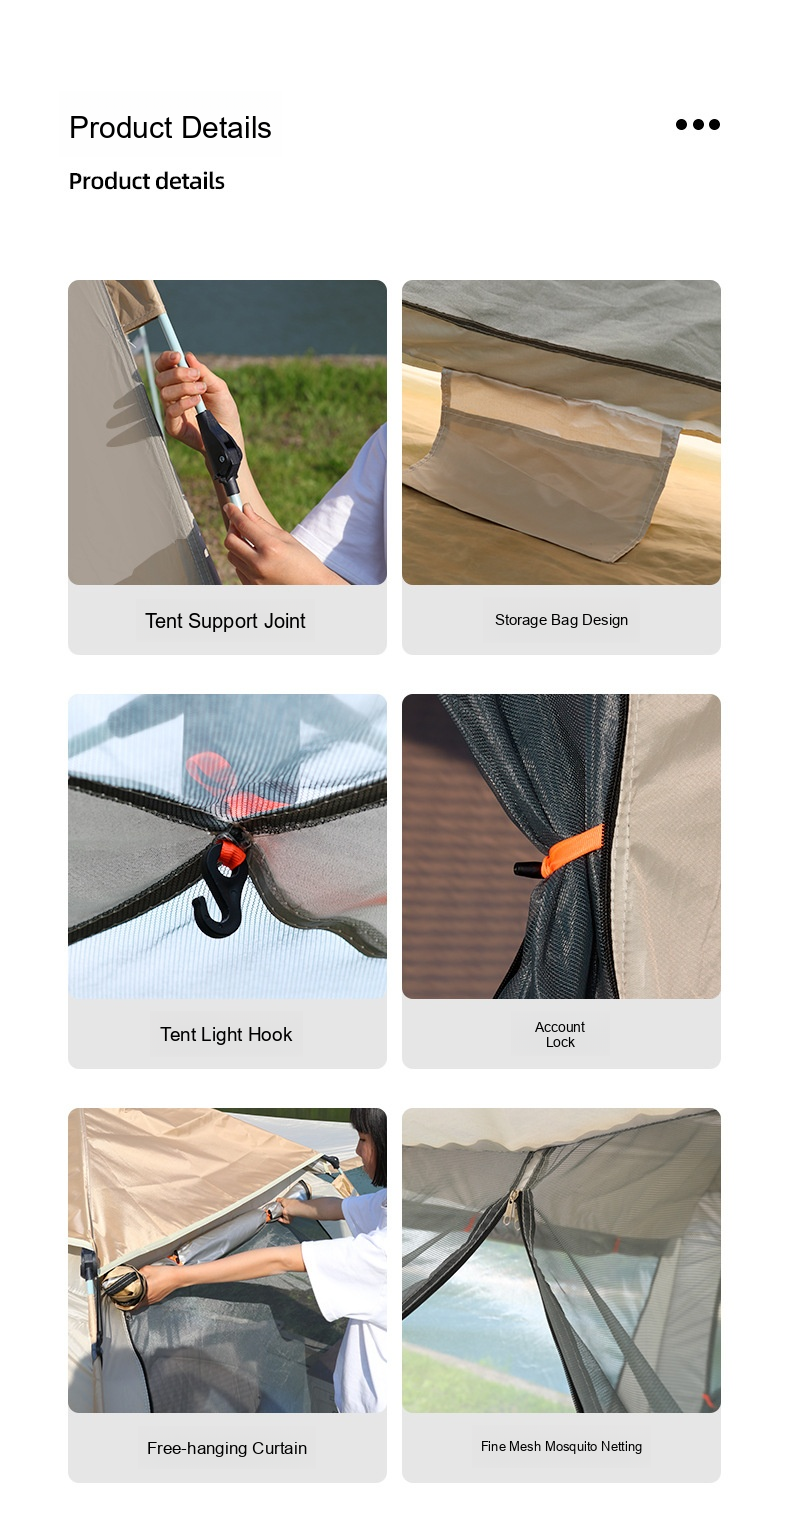 Product Details
Product details
Tent Support Joint
Storage Bag Design
Tent Light Hook
Account
Lock
Free-hanging Curtain
Fine Mesh Mosquito Netting